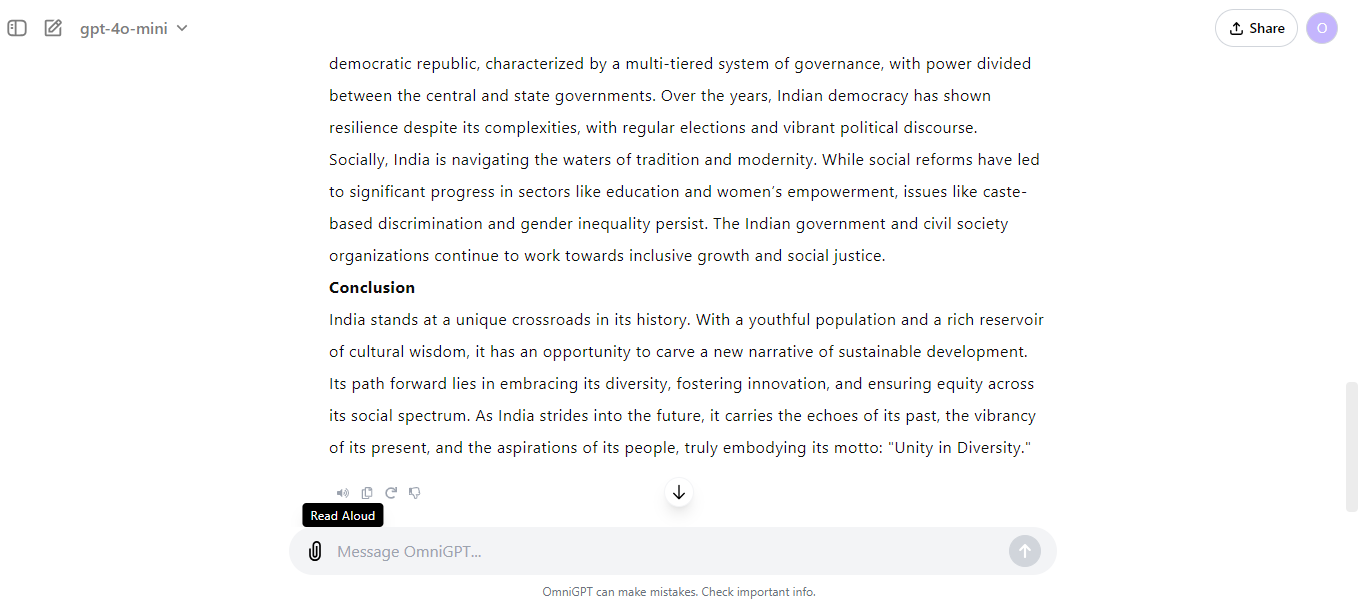 gpt-4o-mini
Share
O
democratic republic, characterized by a multi-tiered system of governance, with power divided
between the central and state governments. Over the years, Indian democracy has shown
resilience despite its complexities, with regular elections and vibrant political discourse.
Socially, India is navigating the waters of tradition and modernity. While social reforms have led
to significant progress in sectors like education and women’s empowerment, issues like caste-
based discrimination and gender inequality persist. The Indian government and civil society
organizations continue to work towards inclusive growth and social justice.
Conclusion
India stands at a unique crossroads in its history. With a youthful population and a rich reservoir
of cultural wisdom, it has an opportunity to carve a new narrative of sustainable development.
Its path forward lies in embracing its diversity, fostering innovation, and ensuring equity across
its social spectrum. As India strides into the future, it carries the echoes of its past, the vibrancy
of its present, and the aspirations of its people, truly embodying its motto: "Unity in Diversity."
Read Aloud
Message OmniGPT...
OmniGPT can make mistakes. Check important info.